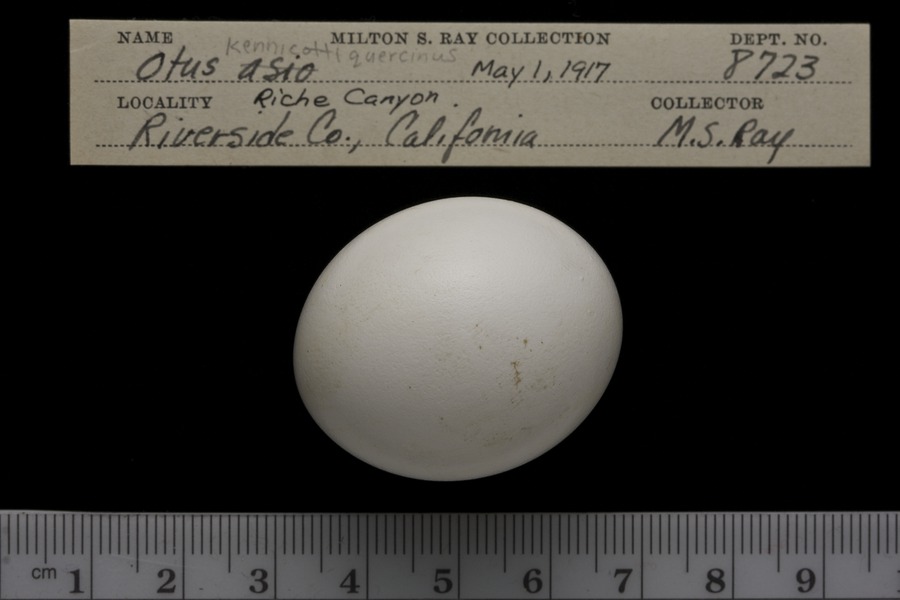 NAME MILTON S. RAY COLLECTION DEPT. NO.
Kennicotti quercinus
Otus asio May 1, 1917 8723
LOCALITY Riche Canyon. COLLECTOR
Riverside Co., California M.S. Ray
cm 1 2 3 4 5 6 7 8 9